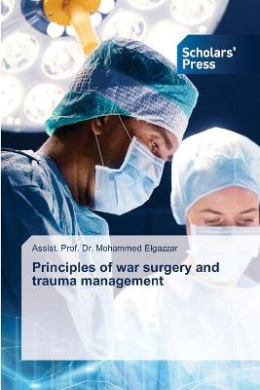 Scholars'
Press
Assist. Prof. Dr. Mohammed Elgazzar
Principles of war surgery and
trauma management